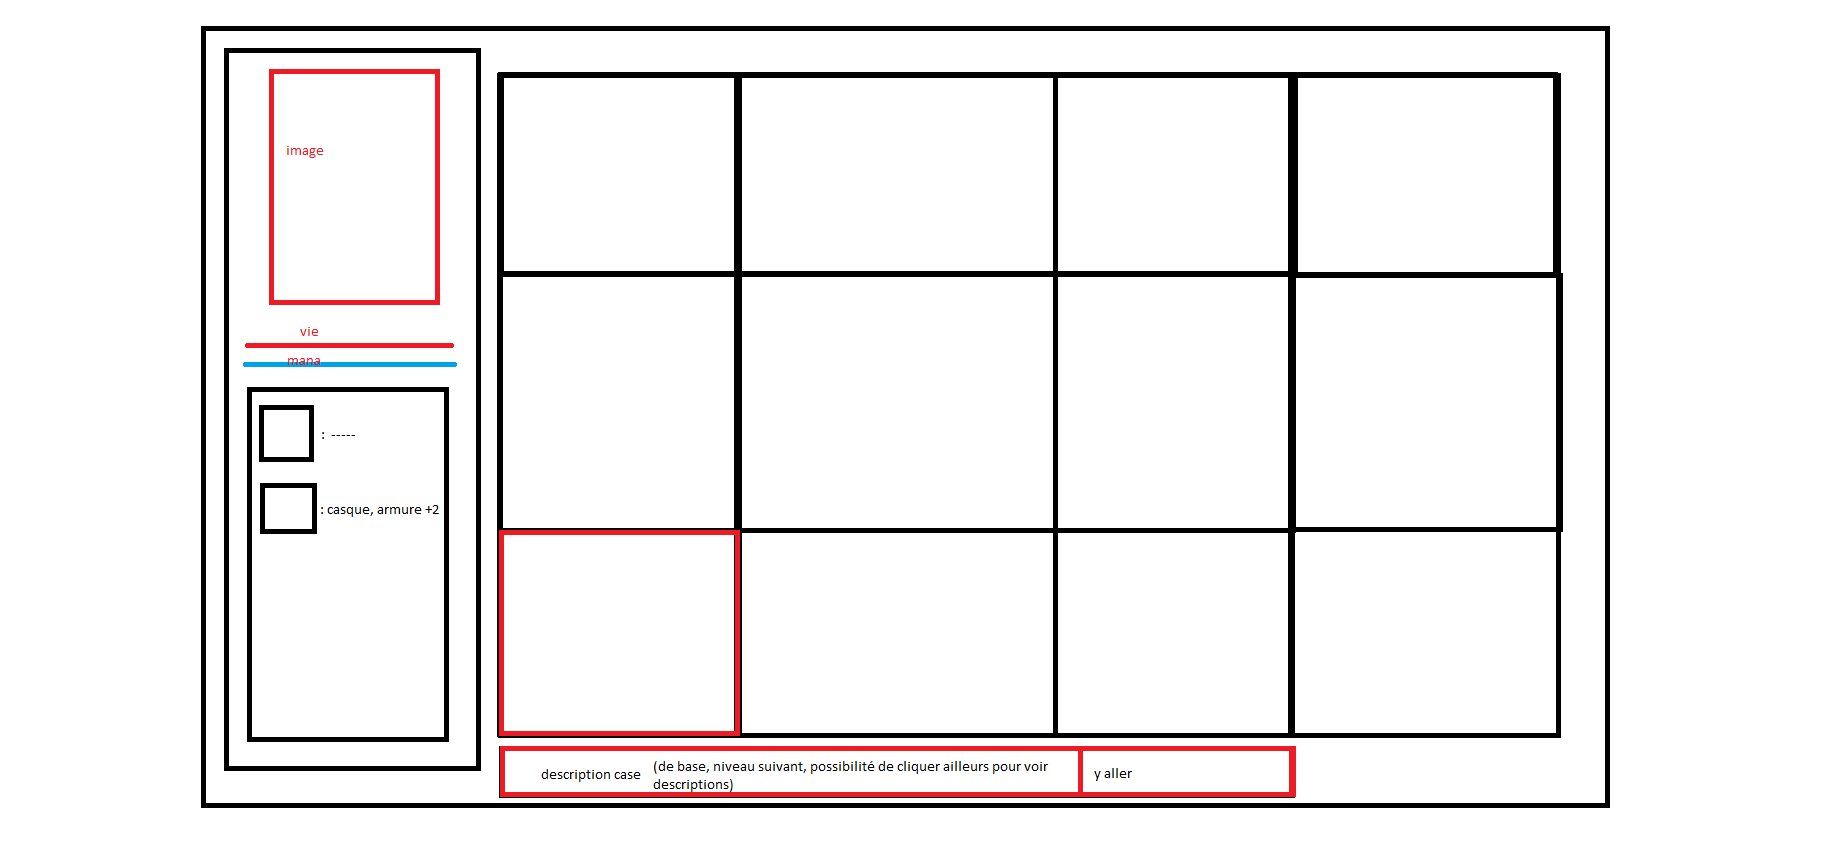 image
vie
mana
: -----
: casque, armure +2
description case
(de base, niveau suivant, possibilité de cliquer ailleurs pour voir
descriptions)
y aller